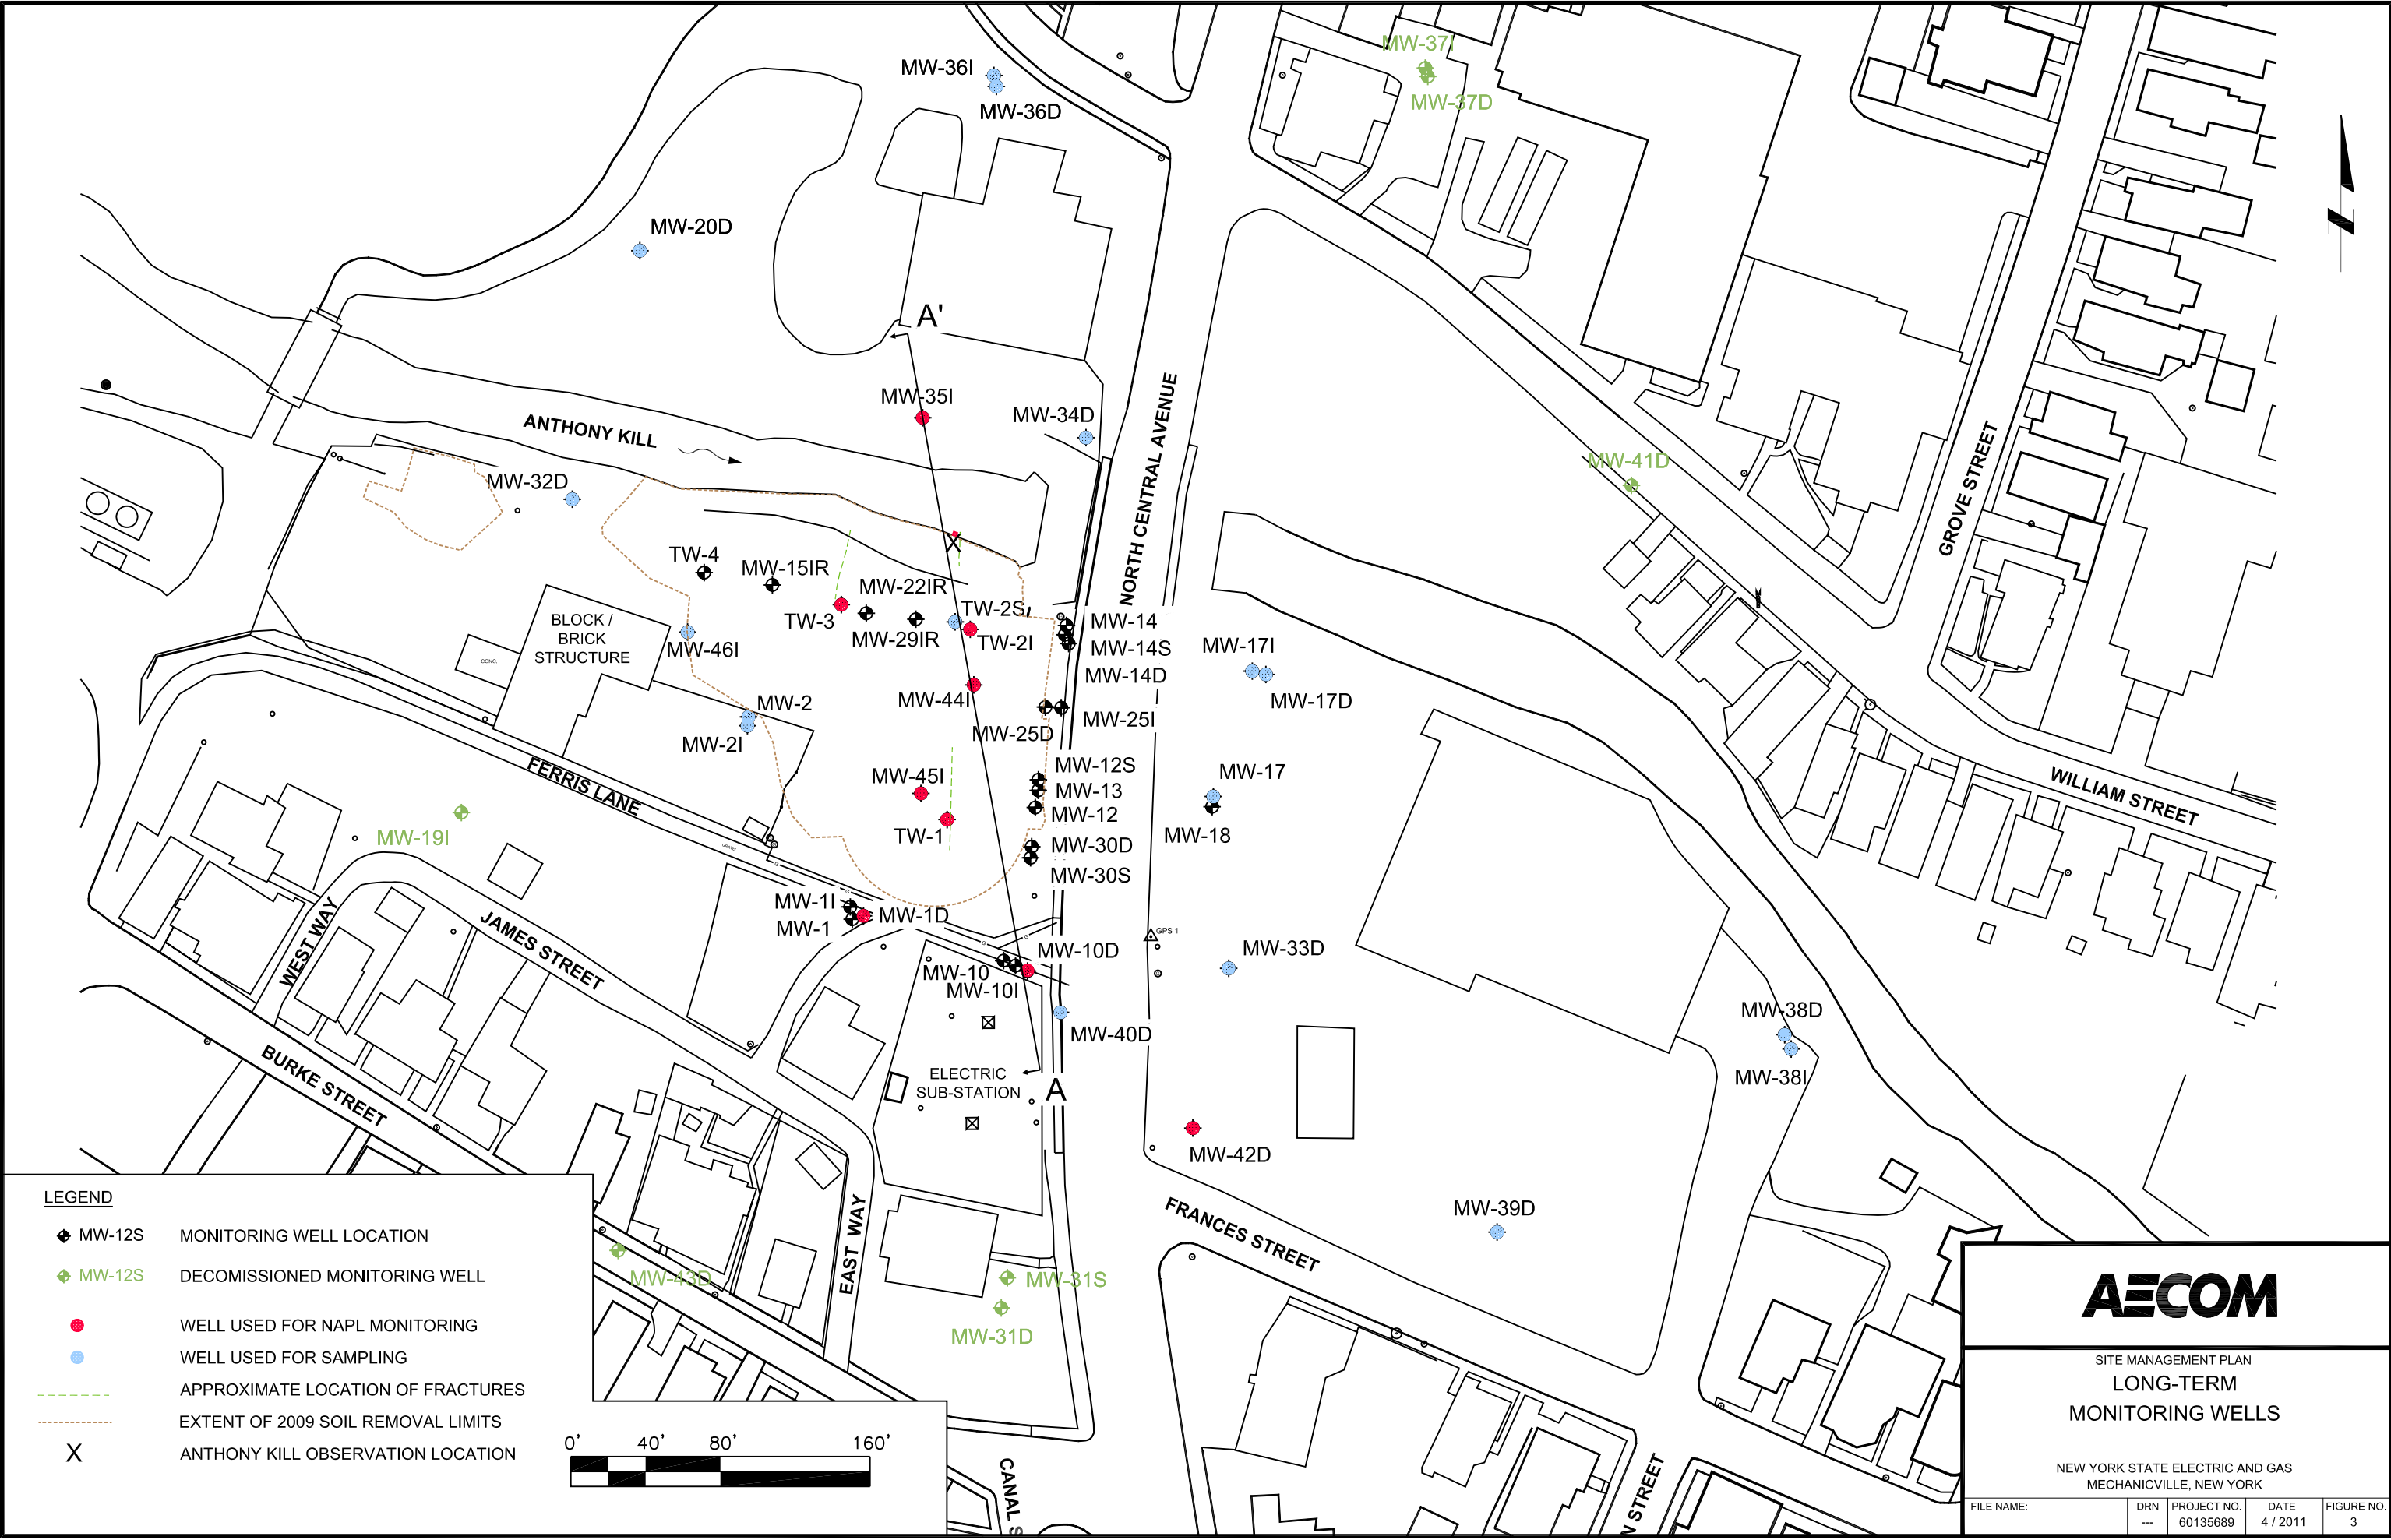 MW-37I
MW-36I
MW-37D
MW-36D
MW-20D
A'
MW-35I
MW-34D
ANTHONY KILL
NORTH CENTRAL AVENUE
MW-41D
GROVE STREET
MW-32D
X
TW-4
MW-15IR
MW-22IR
TW-2S
TW-3
MW-29IR
TW-2I
MW-14
MW-14S
MW-14D
BLOCK /
BRICK
STRUCTURE
CONC.
MW-46I
MW-17I
MW-17D
MW-44I
MW-2
MW-2I
MW-25D
MW-25I
FERRIS LANE
MW-45I
MW-12S
MW-13
MW-12
TW-1
MW-17
MW-18
WILLIAM STREET
MW-19I
GRAVEL
G
G
G
G
MW-30D
MW-30S
MW-1I
MW-1D
MW-1
WEST WAY
JAMES STREET
GPS 1
MW-10D
MW-10
MW-10I
MW-33D
MW-40D
MW-38D
MW-38I
BURKE STREET
ELECTRIC
SUB-STATION
A
MW-42D
MW-39D
FRANCES STREET
EAST WAY
MW-43D
MW-31S
MW-31D
CANAL S
N STREET
LEGEND
MW-12S MONITORING WELL LOCATION
MW-12S DECOMISSIONED MONITORING WELL
WELL USED FOR NAPL MONITORING
WELL USED FOR SAMPLING
APPROXIMATE LOCATION OF FRACTURES
EXTENT OF 2009 SOIL REMOVAL LIMITS
X ANTHONY KILL OBSERVATION LOCATION
0' 40' 80' 160'
AECOM
SITE MANAGEMENT PLAN
LONG-TERM
MONITORING WELLS
NEW YORK STATE ELECTRIC AND GAS
MECHANICVILLE, NEW YORK
FILE NAME: DRN PROJECT NO. DATE FIGURE NO.
--- 60135689 4 / 2011 3